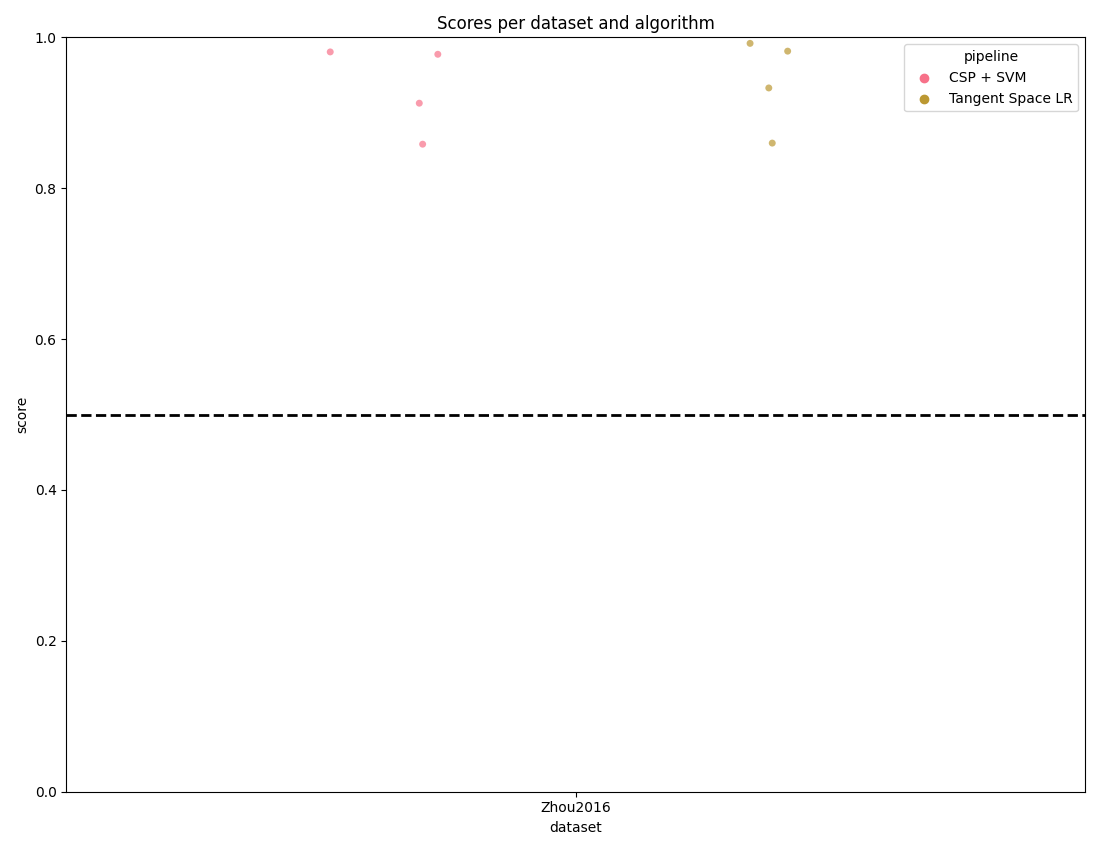 Scores per dataset and algorithm
pipeline
CSP + SVM
Tangent Space LR
1.0
0.8
0.6
0.4
0.2
0.0
score
Zhou2016
dataset